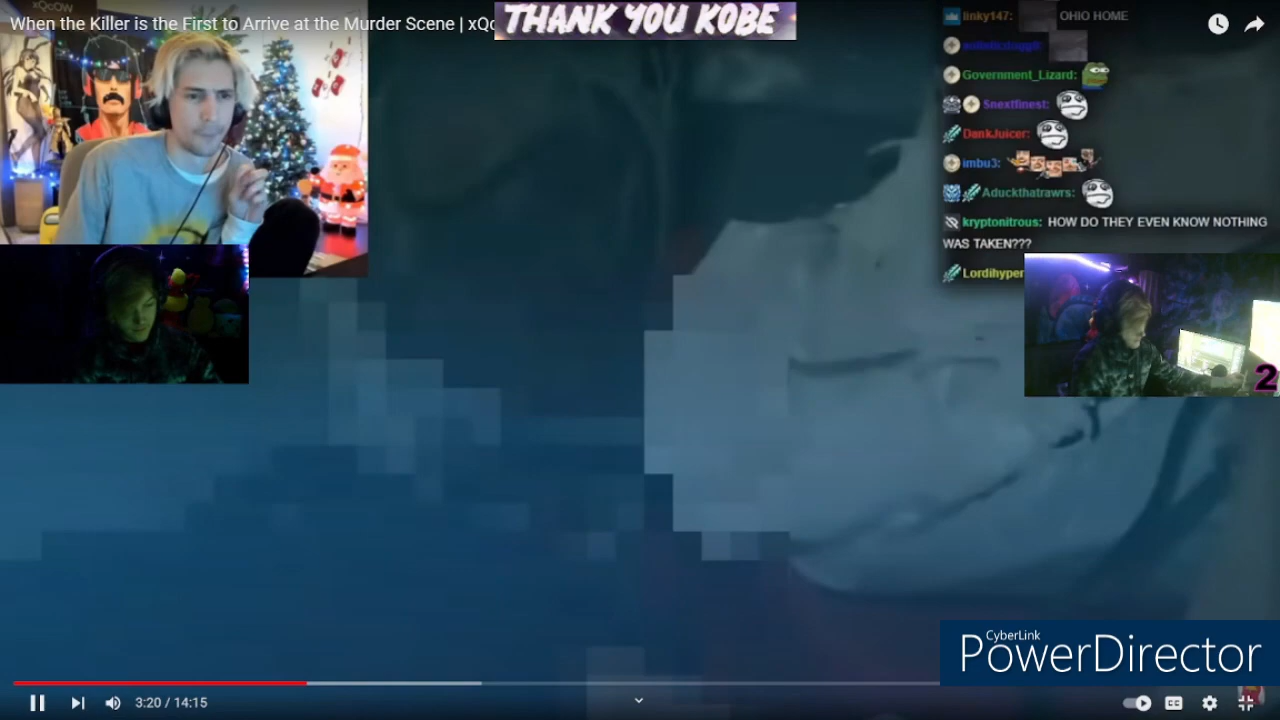 xQcOW
When the Killer is the First to Arrive at the Murder Scene | xQc
THANK YOU KOBE
linky147: OHIO HOME
Government_Lizard:
Snextfinest:
DankJuicer:
imbu3:
Aduckthatrawrs:
kryptonitrous: HOW DO THEY EVEN KNOW NOTHING
WAS TAKEN???
Lordihyper
2
CyberLink
PowerDirector
3:20 / 14:15
CC